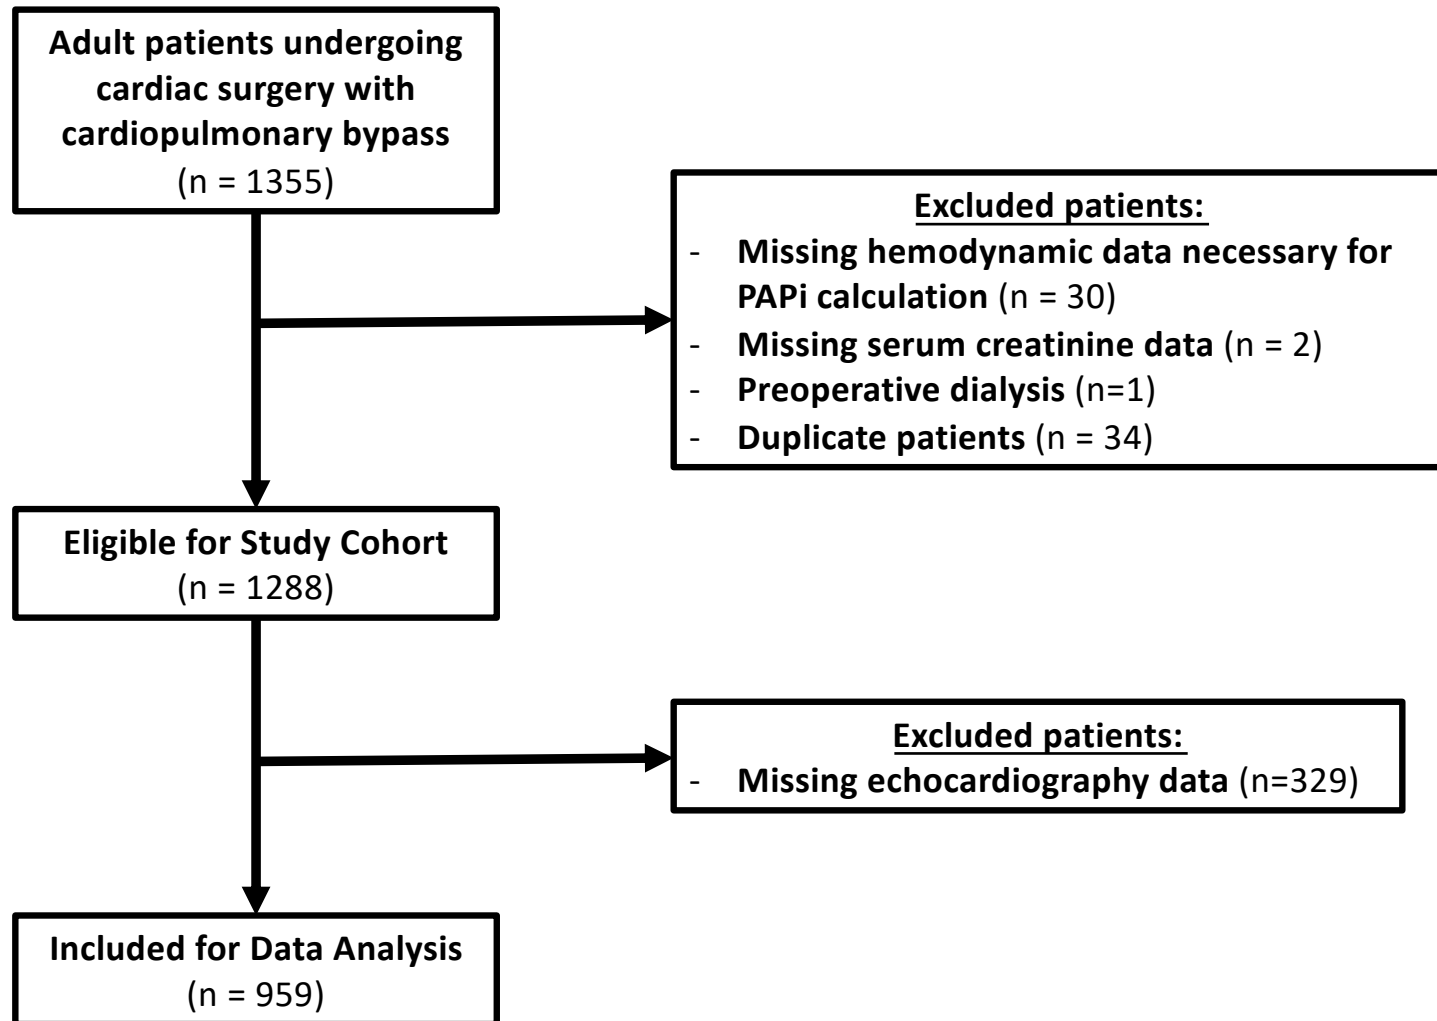 Adult patients undergoing
cardiac surgery with
cardiopulmonary bypass
(n = 1355)
Excluded patients:
- Missing hemodynamic data necessary for
PAPi calculation (n = 30)
- Missing serum creatinine data (n = 2)
- Preoperative dialysis (n=1)
- Duplicate patients (n = 34)
Eligible for Study Cohort
(n = 1288)
Excluded patients:
- Missing echocardiography data (n=329)
Included for Data Analysis
(n = 959)